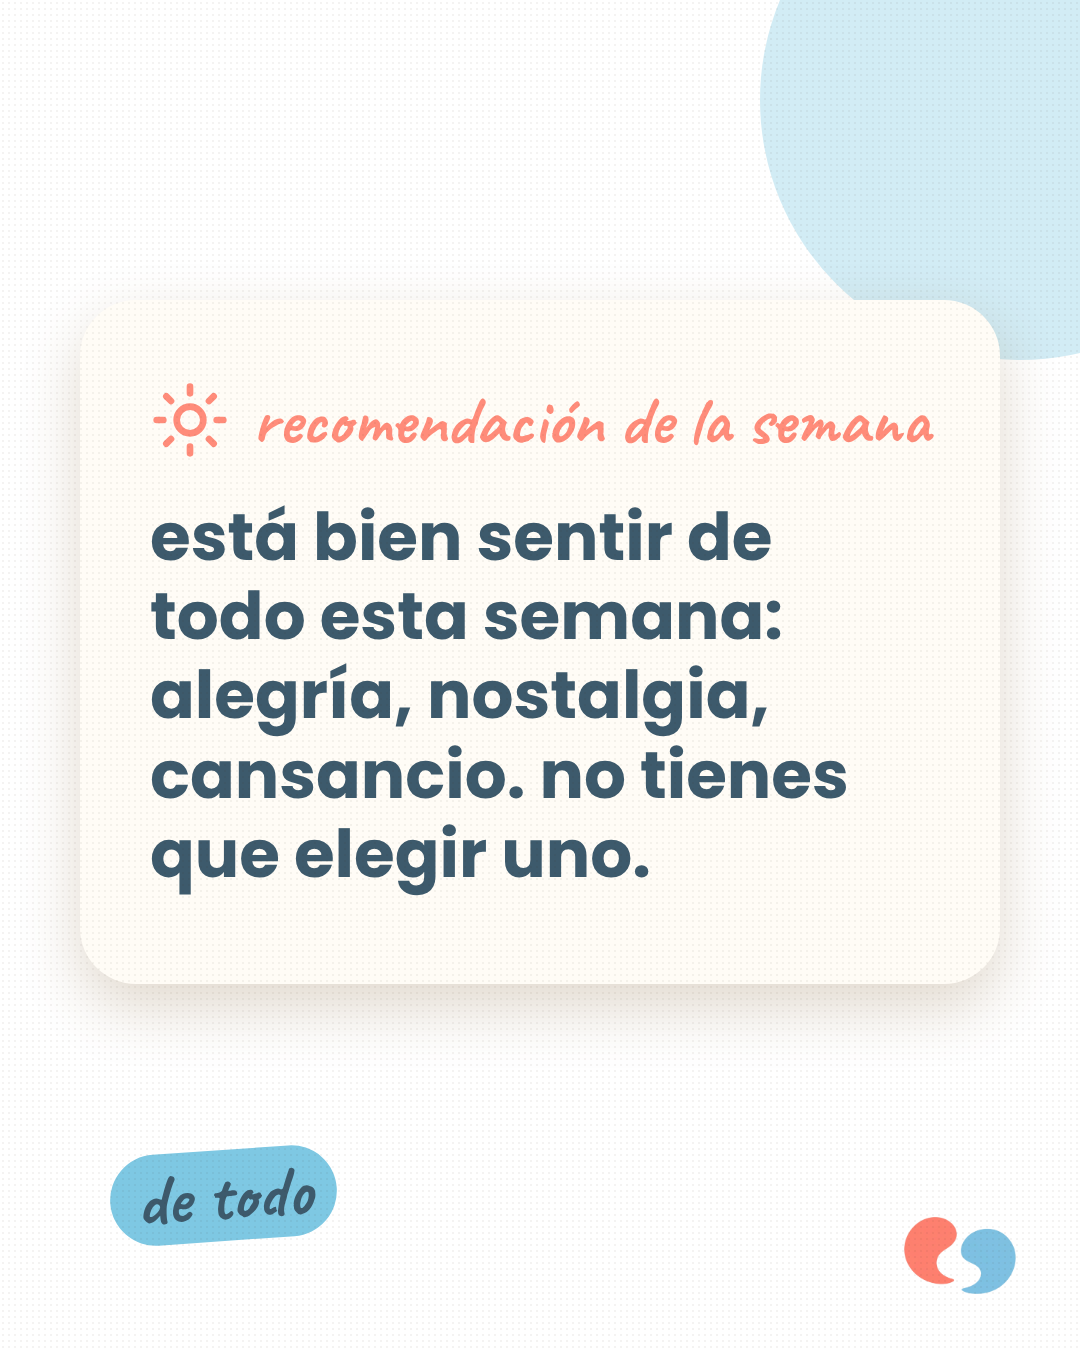 recomendación de la semana
está bien sentir de
todo esta semana:
alegría, nostalgia,
cansancio. no tienes
que elegir uno.
de todo